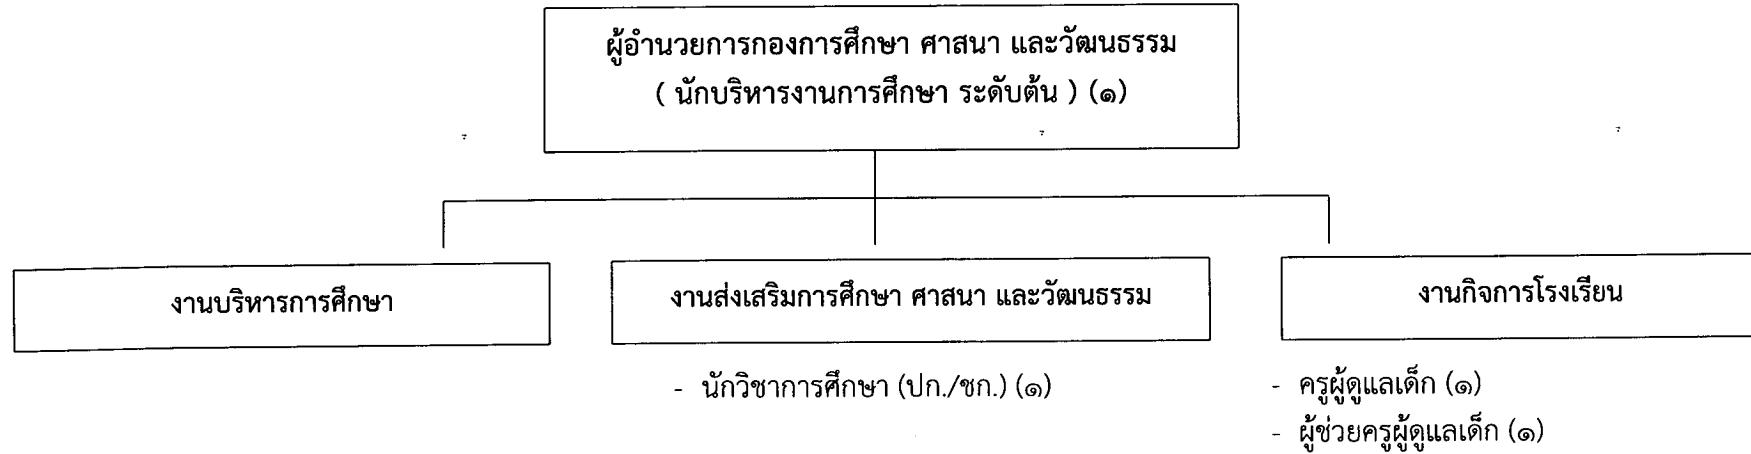 ผู้อำนวยการกองการศึกษา ศาสนา และวัฒนธรรม
( นักบริหารงานการศึกษา ระดับต้น ) (๑)
งานบริหารการศึกษา
งานส่งเสริมการศึกษา ศาสนา และวัฒนธรรม
- นักวิชาการศึกษา (ปก./ชก.) (๑)
งานกิจการโรงเรียน
- ครูผู้ดูแลเด็ก (๑)
- ผู้ช่วยครูผู้ดูแลเด็ก (๑)